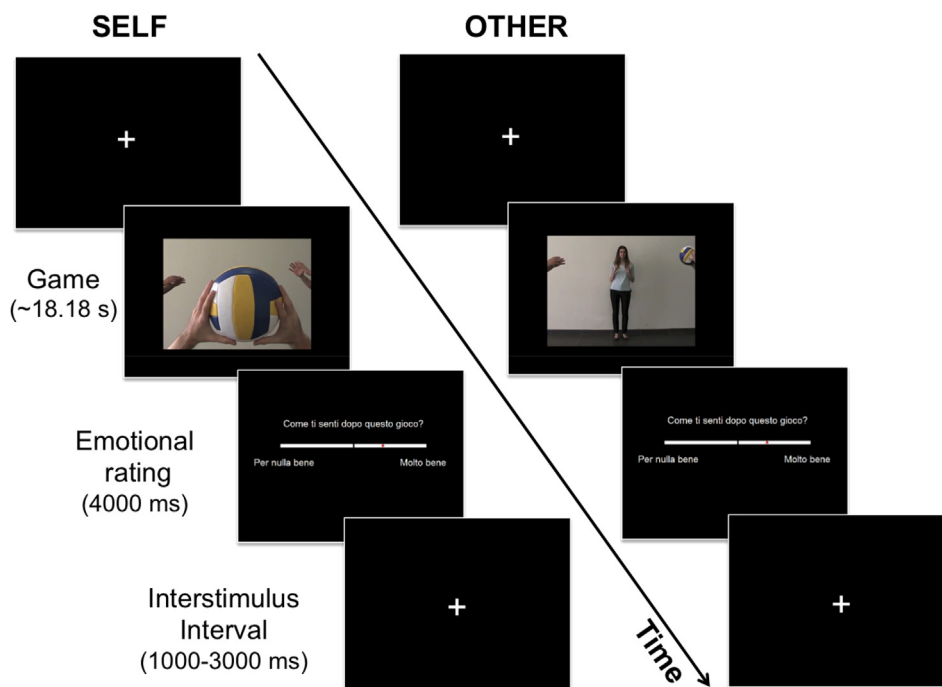 SELF
OTHER
+
+
Game
(~18.18 s)
Emotional
rating
(4000 ms)
Come ti senti dopo questo gioco?
Per nulla bene Molto bene
Come ti senti dopo questo gioco?
Per nulla bene Molto bene
Interstimulus
Interval
(1000-3000 ms)
+
+
Time